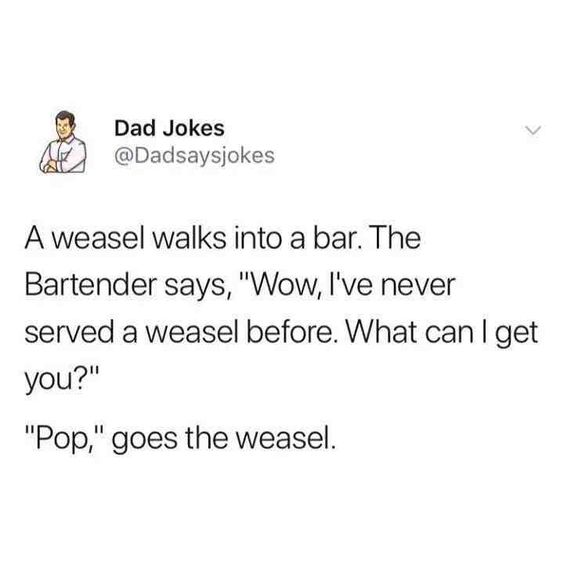 Dad Jokes
@Dadsaysjokes
A weasel walks into a bar. The
Bartender says, "Wow, I've never
served a weasel before. What can I get
you?"
"Pop," goes the weasel.